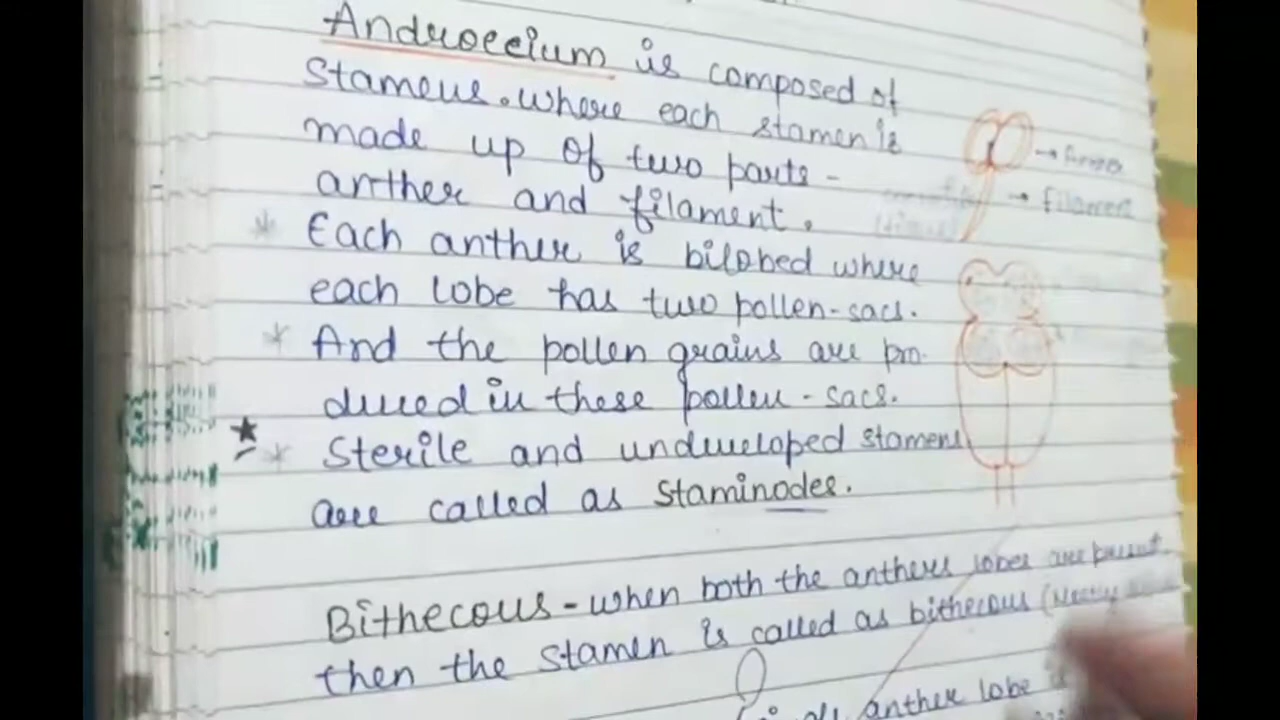 Androecium is composed of
stamens. where each stamen is
made up of two parts-
anther and filament.
→ Anther
→ filament
* Each anther is bilobed where
each lobe has two pollen-sacs.
* And the pollen grains are pro-
duced in these pollen-sacs.
* Sterile and undeveloped stamens
are called as Staminodes.
Bithecous - when both the anthers lobes are present
then the stamen is called as bithecous (
anther lobe